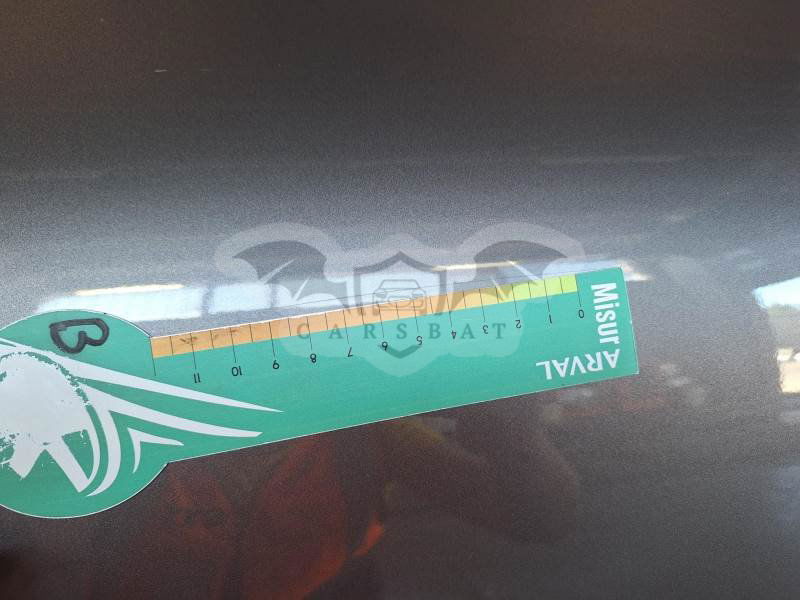 Misur
ARVAL
0 1 2 3 4 5 6 7 8 9 10 11
B
CARSBAT